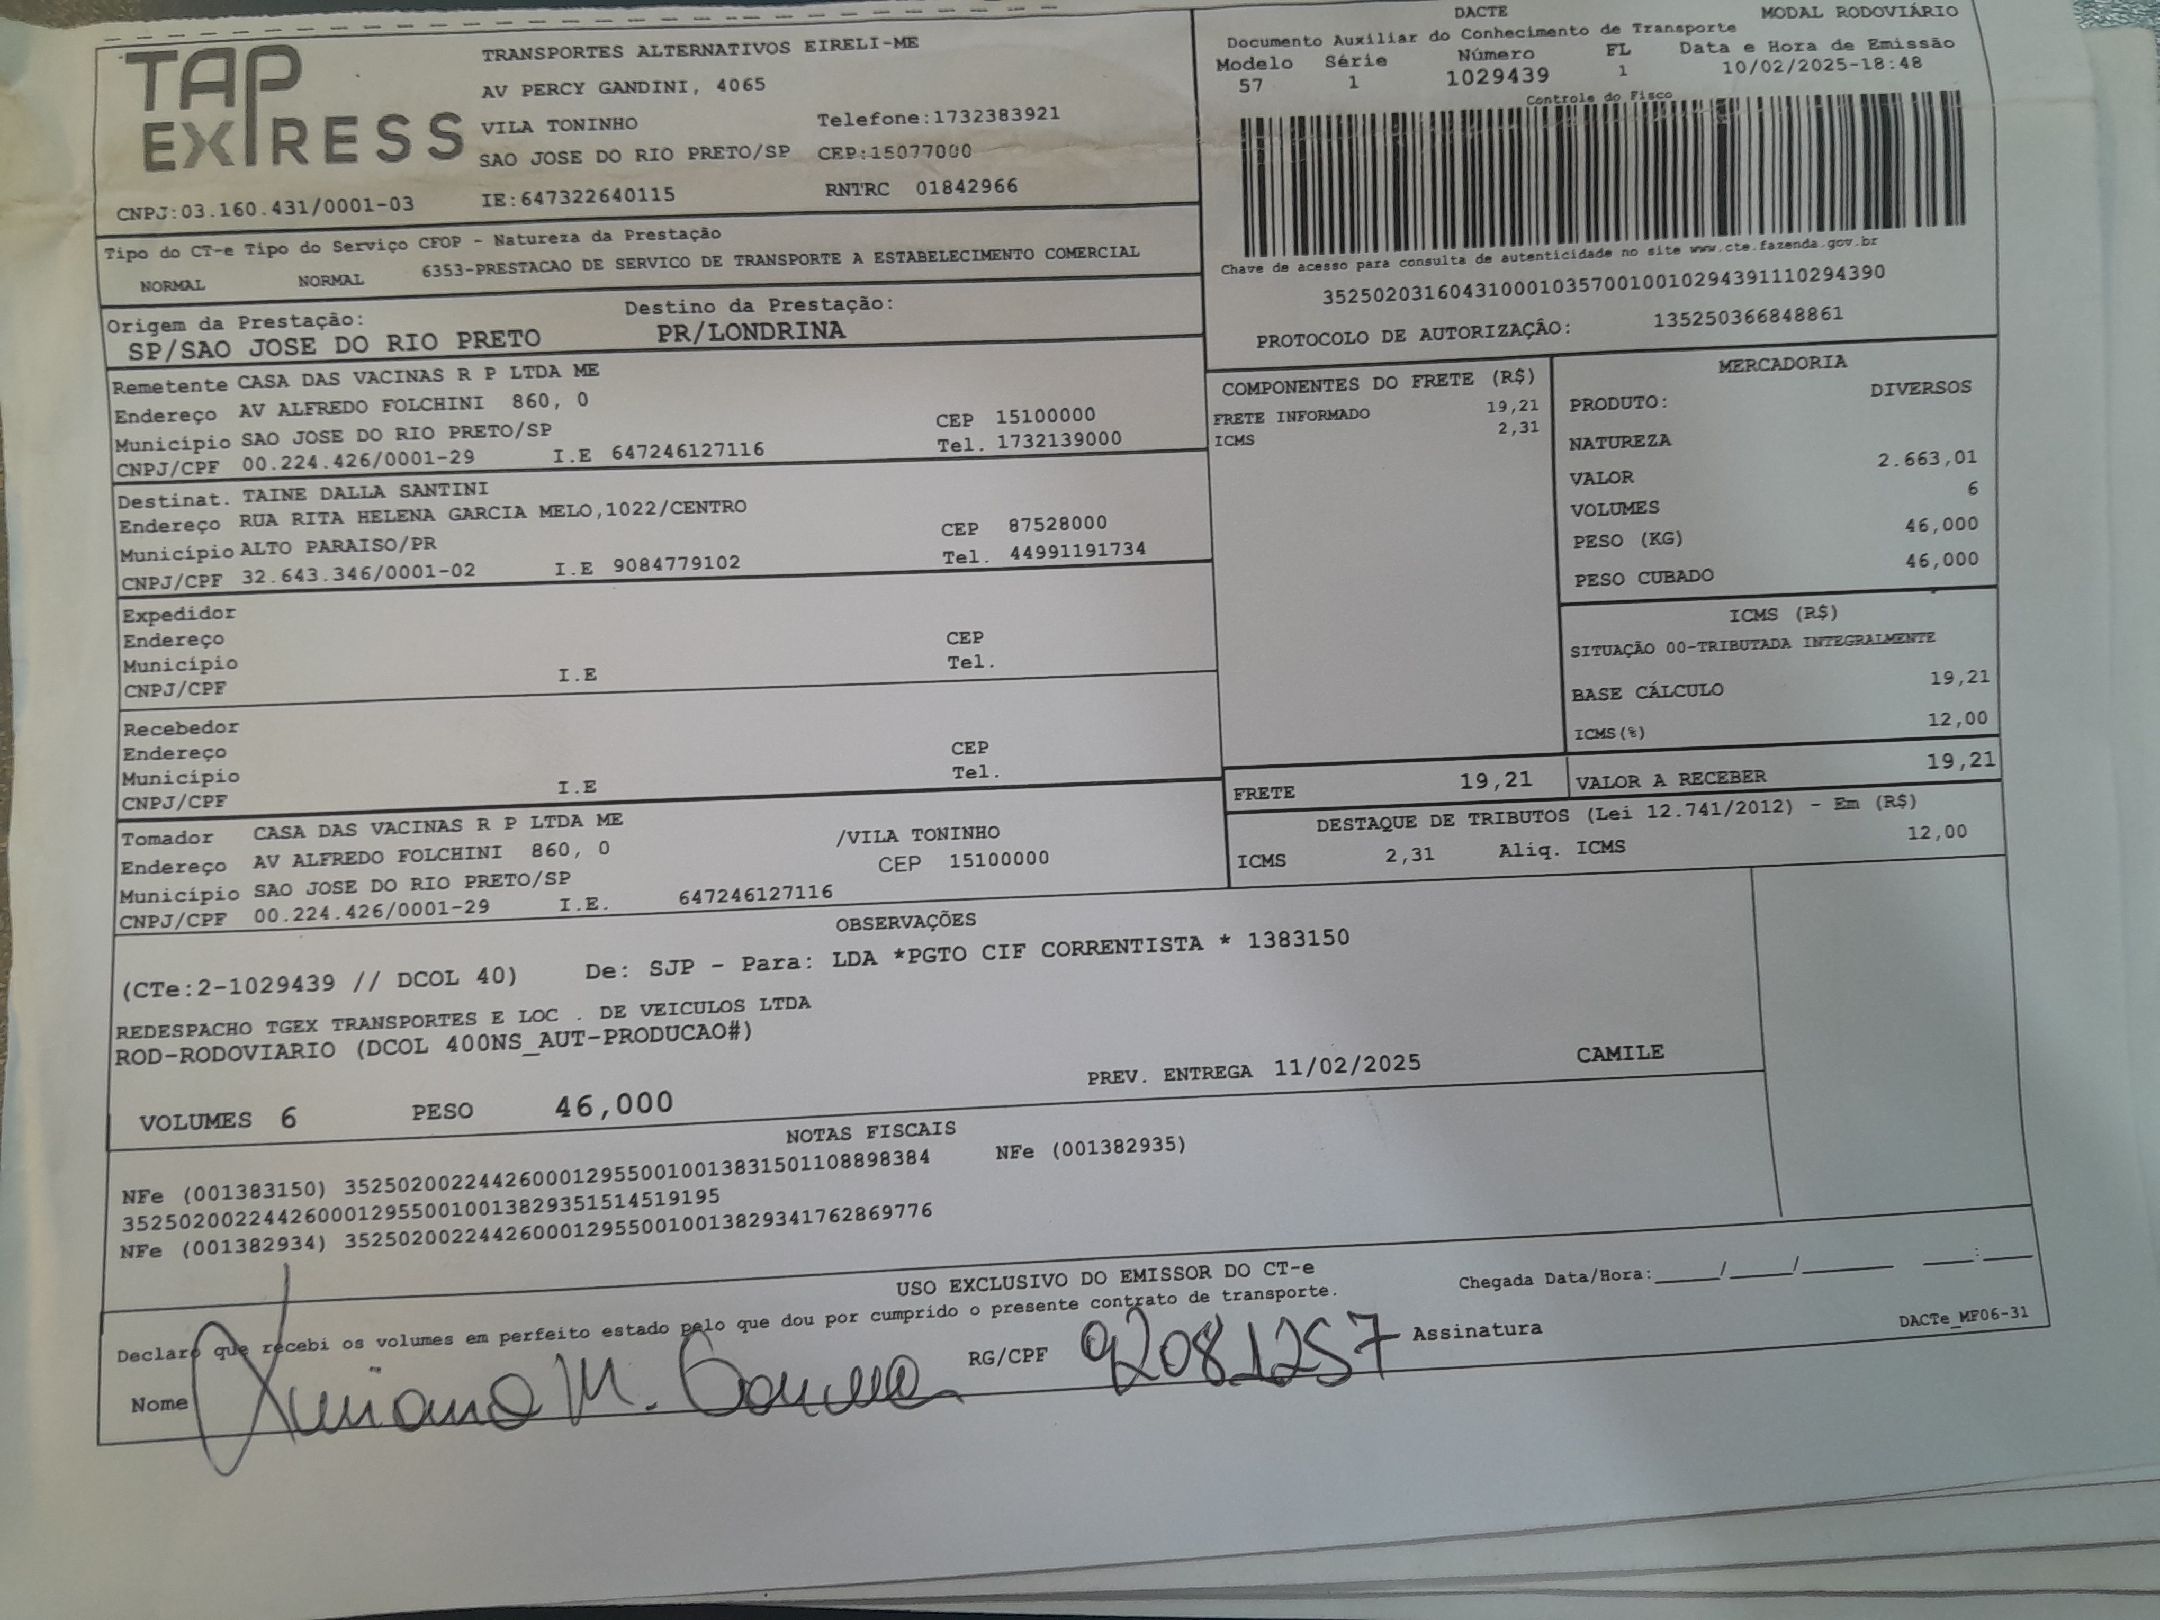 TAP EXPRESS
TRANSPORTES ALTERNATIVOS EIRELI-ME
AV PERCY GANDINI, 4065
VILA TONINHO Telefone:1732383921
SAO JOSE DO RIO PRETO/SP CEP:15077000
CNPJ:03.160.431/0001-03 IE:647322640115 RNTRC 01842966
DACTE MODAL RODOVIÁRIO
Documento Auxiliar do Conhecimento de Transporte
Modelo Série Número FL Data e Hora de Emissão
57 1 1029439 1 10/02/2025-18:48
Controle do Fisco
Chave de acesso para consulta de autenticidade no site www.cte.fazenda.gov.br
35250203160431000103570010010294391110294390
PROTOCOLO DE AUTORIZAÇÂO: 135250366848861
Tipo do CT-e Tipo do Serviço CFOP - Natureza da Prestação
NORMAL NORMAL 6353-PRESTACAO DE SERVICO DE TRANSPORTE A ESTABELECIMENTO COMERCIAL
Origem da Prestação: Destino da Prestação:
SP/SAO JOSE DO RIO PRETO PR/LONDRINA
Remetente CASA DAS VACINAS R P LTDA ME
Endereço AV ALFREDO FOLCHINI 860, 0 CEP 15100000
Município SAO JOSE DO RIO PRETO/SP Tel. 1732139000
CNPJ/CPF 00.224.426/0001-29 I.E 647246127116
Destinat. TAINE DALLA SANTINI
Endereço RUA RITA HELENA GARCIA MELO,1022/CENTRO CEP 87528000
Município ALTO PARAISO/PR Tel. 44991191734
CNPJ/CPF 32.643.346/0001-02 I.E 9084779102
Expedidor
Endereço CEP
Município Tel.
CNPJ/CPF I.E
Recebedor
Endereço CEP
Município Tel.
CNPJ/CPF I.E
Tomador CASA DAS VACINAS R P LTDA ME
Endereço AV ALFREDO FOLCHINI 860, 0 /VILA TONINHO
Município SAO JOSE DO RIO PRETO/SP CEP 15100000
CNPJ/CPF 00.224.426/0001-29 I.E. 647246127116
COMPONENTES DO FRETE (R$)
FRETE INFORMADO 19,21
ICMS 2,31
MERCADORIA
PRODUTO: DIVERSOS
NATUREZA
VALOR 2.663,01
VOLUMES 6
PESO (KG) 46,000
PESO CUBADO 46,000
ICMS (R$)
SITUAÇÃO 00-TRIBUTADA INTEGRALMENTE
BASE CÁLCULO 19,21
ICMS(%) 12,00
FRETE 19,21 VALOR A RECEBER 19,21
DESTAQUE DE TRIBUTOS (Lei 12.741/2012) - Em (R$)
ICMS 2,31 Aliq. ICMS 12,00
OBSERVAÇÕES
(CTe:2-1029439 // DCOL 40) De: SJP - Para: LDA *PGTO CIF CORRENTISTA * 1383150
REDESPACHO TGEX TRANSPORTES E LOC . DE VEICULOS LTDA
ROD-RODOVIARIO (DCOL 400NS_AUT-PRODUCAO#)
PREV. ENTREGA 11/02/2025 CAMILE
VOLUMES 6 PESO 46,000
NOTAS FISCAIS
NFe (001383150) 35250200224426000129550010013831501108898384 NFe (001382935)
35250200224426000129550010013829351514519195
NFe (001382934) 35250200224426000129550010013829341762869776
USO EXCLUSIVO DO EMISSOR DO CT-e
Declaro que recebi os volumes em perfeito estado pelo que dou por cumprido o presente contrato de transporte.
Chegada Data/Hora:____/____/______ ___:___
Nome M. RG/CPF 92081257 Assinatura
DACTe_MF06-31